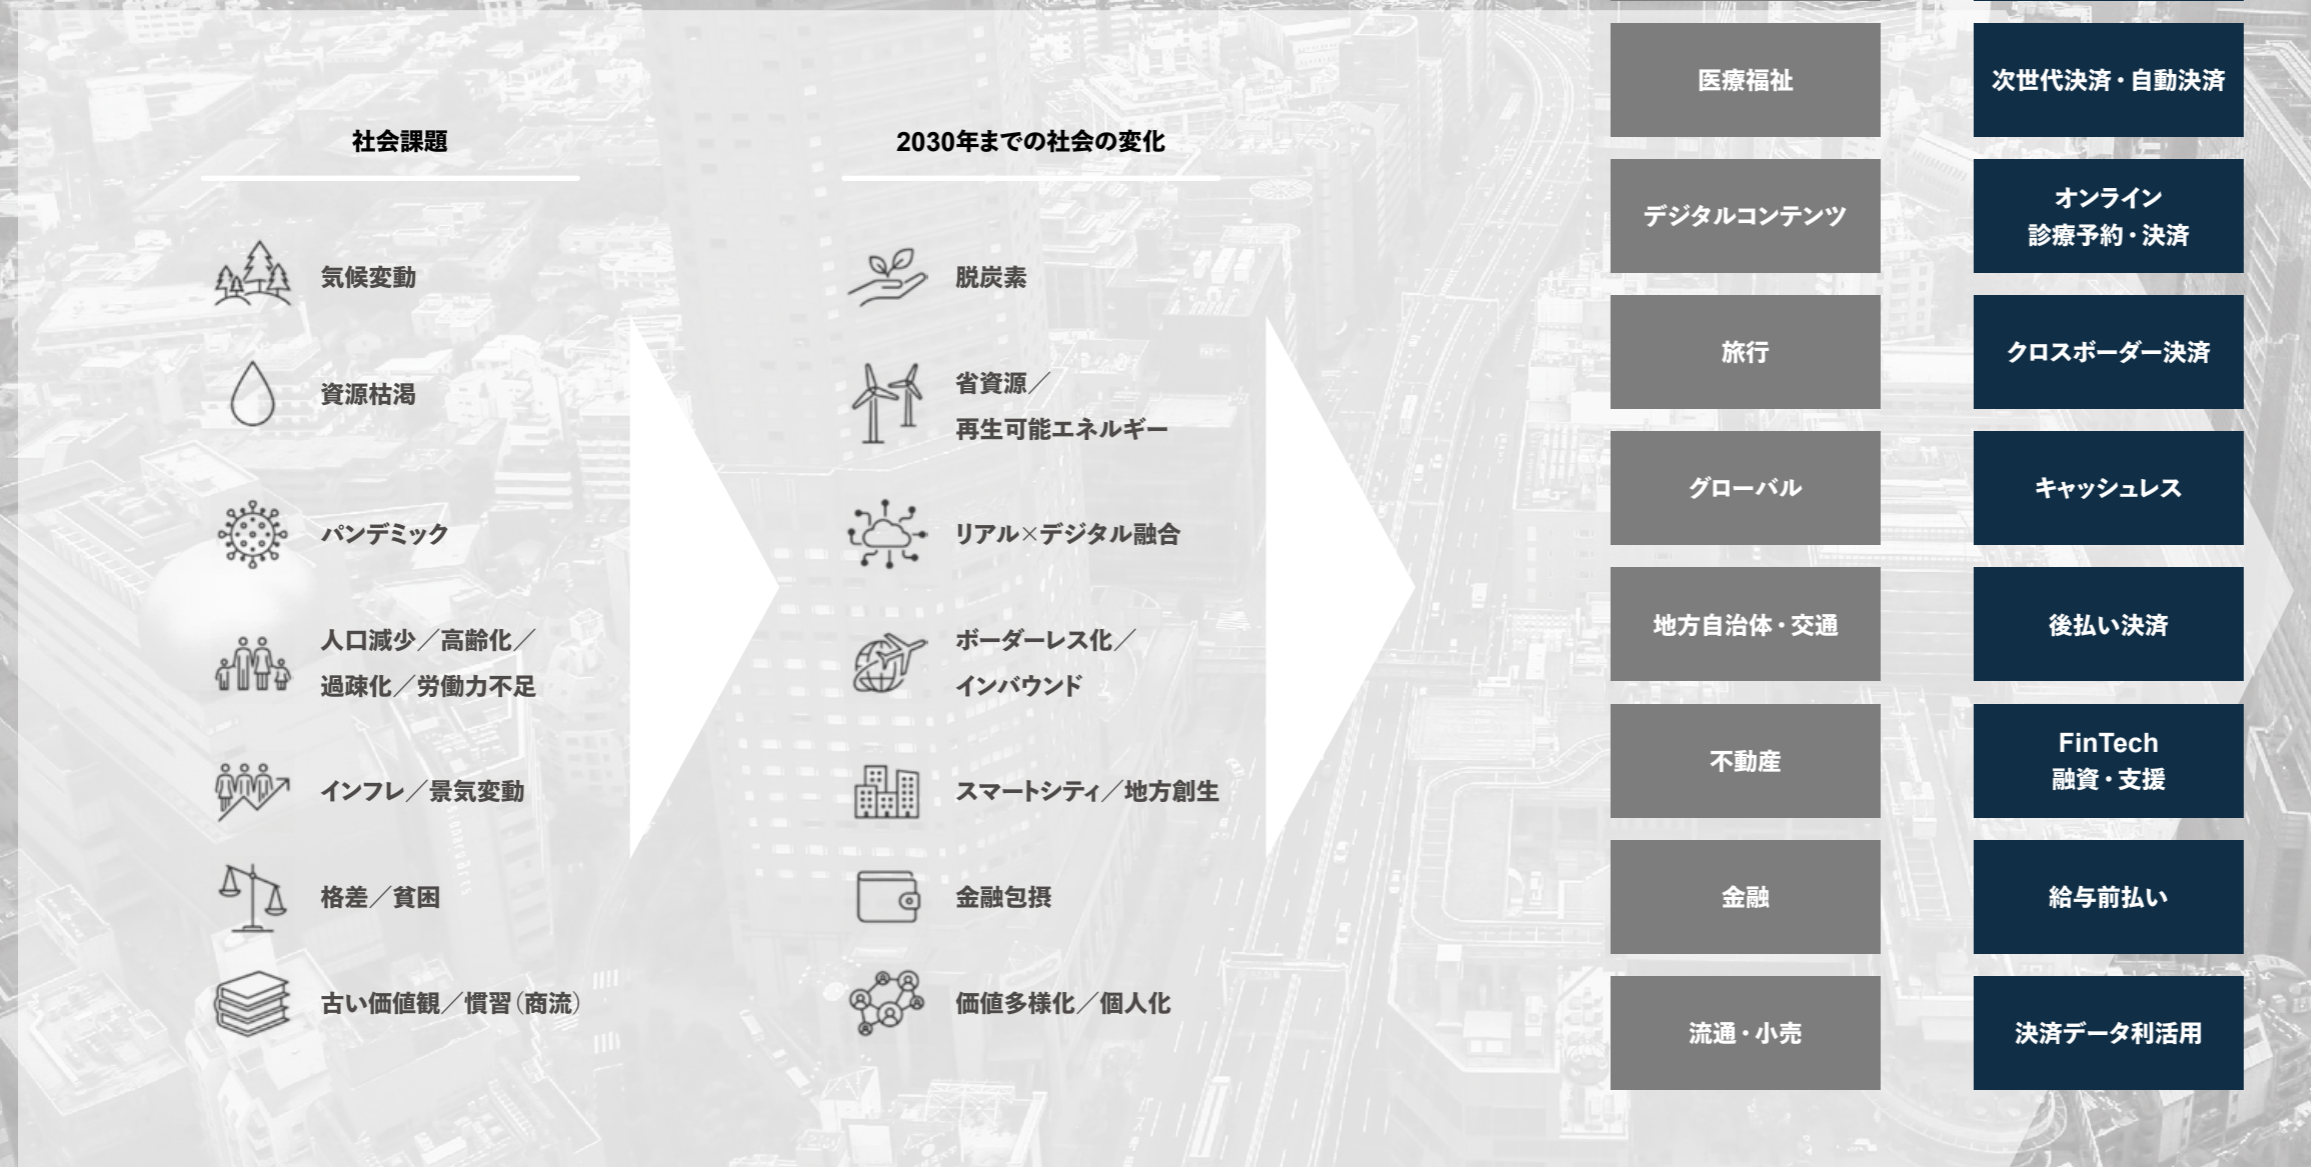 社会課題
気候変動
資源枯渇
パンデミック
人口減少／高齢化／
過疎化／労働力不足
インフレ／景気変動
格差／貧困
古い価値観／慣習（商流）
2030年までの社会の変化
脱炭素
省資源／
再生可能エネルギー
リアル×デジタル融合
ボーダーレス化／
インバウンド
スマートシティ／地方創生
金融包摂
価値多様化／個人化
医療福祉
デジタルコンテンツ
旅行
グローバル
地方自治体・交通
不動産
金融
流通・小売
次世代決済・自動決済
オンライン
診療予約・決済
クロスボーダー決済
キャッシュレス
後払い決済
FinTech
融資・支援
給与前払い
決済データ利活用